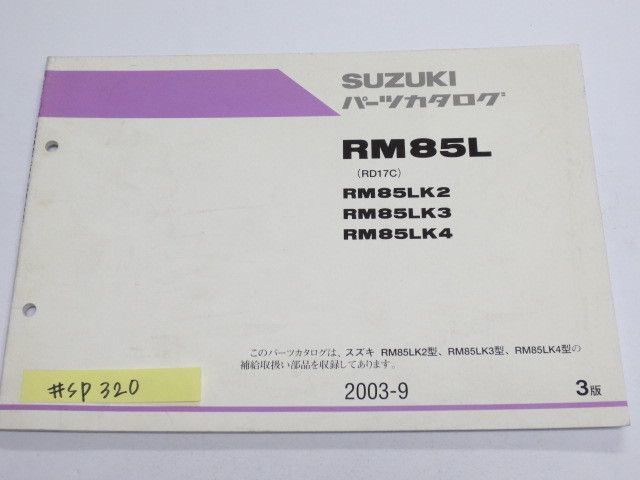 SUZUKI
パーツカタログ
RM85L
(RD17C)
RM85LK2
RM85LK3
RM85LK4
このパーツカタログは、スズキ RM85LK2型、RM85LK3型、RM85LK4型の
補給取扱い部品を収録してあります。
#SP 320
2003-9
3版